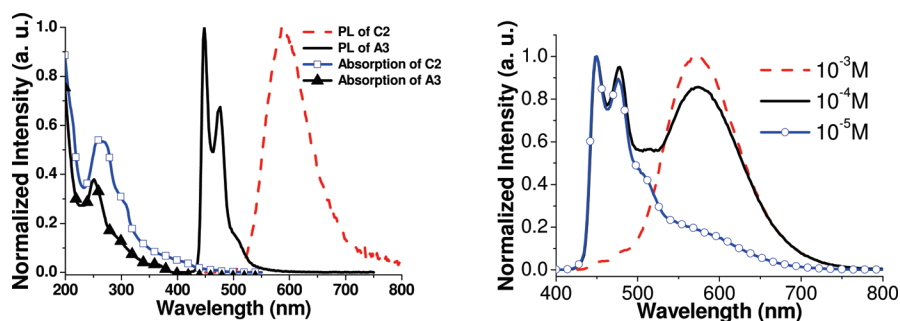 Normalized Intensity (a. u.)
1.0
0.8
0.6
0.4
0.2
0.0
200 300 400 500 600 700 800
Wavelength (nm)
PL of C2
PL of A3
Absorption of C2
Absorption of A3
Normalized Intensity (a. u.)
1.0
0.8
0.6
0.4
0.2
0.0
400 500 600 700 800
Wavelength (nm)
10⁻³M
10⁻⁴M
10⁻⁵M